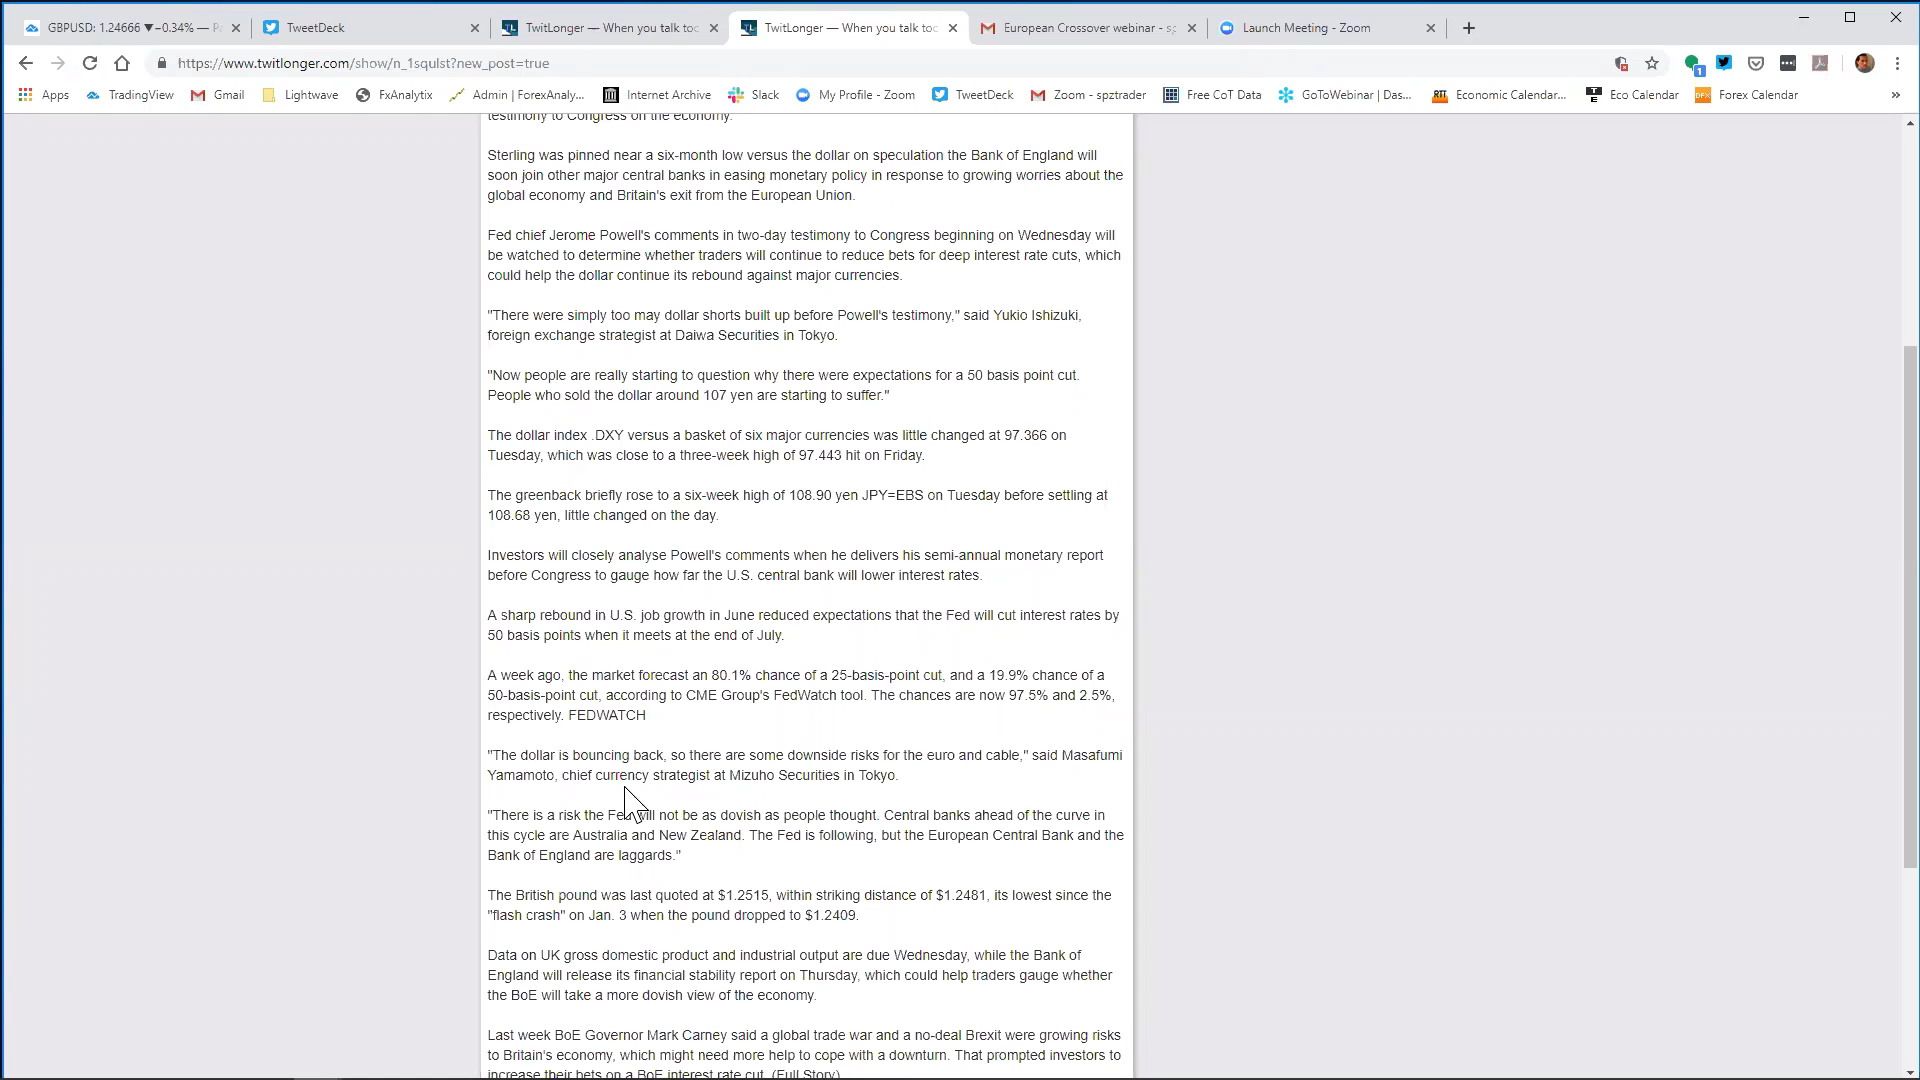 GBPUSD: 1.24666 ▼−0.34% —
TweetDeck
TwitLonger — When you talk too
TwitLonger — When you talk too
European Crossover webinar - sp
Launch Meeting - Zoom
https://www.twitlonger.com/show/n_1squlst?new_post=true
Apps TradingView Gmail Lightwave FxAnalytix Admin | ForexAnaly... Internet Archive Slack My Profile - Zoom TweetDeck Zoom - spztrader Free CoT Data GoToWebinar | Das... Economic Calendar... Eco Calendar Forex Calendar »
testimony to Congress on the economy.
Sterling was pinned near a six-month low versus the dollar on speculation the Bank of England will
soon join other major central banks in easing monetary policy in response to growing worries about the
global economy and Britain's exit from the European Union.
Fed chief Jerome Powell's comments in two-day testimony to Congress beginning on Wednesday will
be watched to determine whether traders will continue to reduce bets for deep interest rate cuts, which
could help the dollar continue its rebound against major currencies.
"There were simply too may dollar shorts built up before Powell's testimony," said Yukio Ishizuki,
foreign exchange strategist at Daiwa Securities in Tokyo.
"Now people are really starting to question why there were expectations for a 50 basis point cut.
People who sold the dollar around 107 yen are starting to suffer."
The dollar index .DXY versus a basket of six major currencies was little changed at 97.366 on
Tuesday, which was close to a three-week high of 97.443 hit on Friday.
The greenback briefly rose to a six-week high of 108.90 yen JPY=EBS on Tuesday before settling at
108.68 yen, little changed on the day.
Investors will closely analyse Powell's comments when he delivers his semi-annual monetary report
before Congress to gauge how far the U.S. central bank will lower interest rates.
A sharp rebound in U.S. job growth in June reduced expectations that the Fed will cut interest rates by
50 basis points when it meets at the end of July.
A week ago, the market forecast an 80.1% chance of a 25-basis-point cut, and a 19.9% chance of a
50-basis-point cut, according to CME Group's FedWatch tool. The chances are now 97.5% and 2.5%,
respectively. FEDWATCH
"The dollar is bouncing back, so there are some downside risks for the euro and cable," said Masafumi
Yamamoto, chief currency strategist at Mizuho Securities in Tokyo.
"There is a risk the Fed will not be as dovish as people thought. Central banks ahead of the curve in
this cycle are Australia and New Zealand. The Fed is following, but the European Central Bank and the
Bank of England are laggards."
The British pound was last quoted at $1.2515, within striking distance of $1.2481, its lowest since the
"flash crash" on Jan. 3 when the pound dropped to $1.2409.
Data on UK gross domestic product and industrial output are due Wednesday, while the Bank of
England will release its financial stability report on Thursday, which could help traders gauge whether
the BoE will take a more dovish view of the economy.
Last week BoE Governor Mark Carney said a global trade war and a no-deal Brexit were growing risks
to Britain's economy, which might need more help to cope with a downturn. That prompted investors to
increase their bets on a BoE interest rate cut. (Full Story)